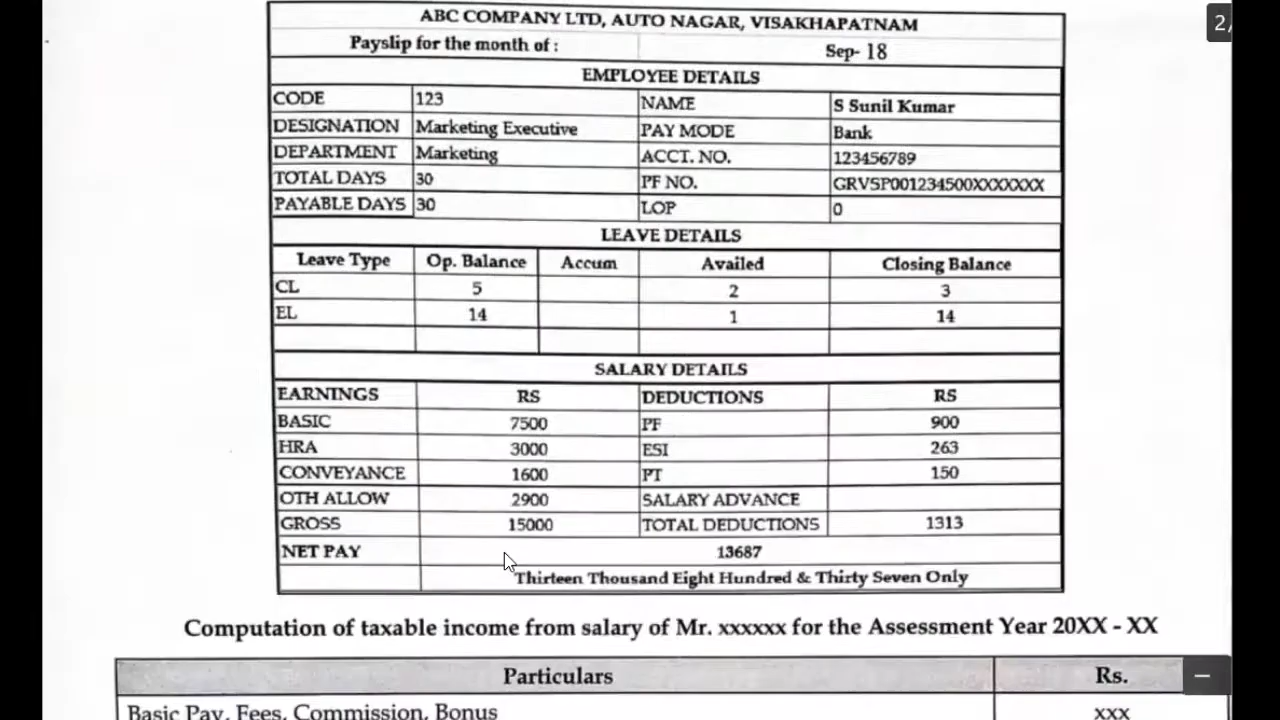 2/
ABC COMPANY LTD, AUTO NAGAR, VISAKHAPATNAM
Payslip for the month of : Sep- 18
EMPLOYEE DETAILS
CODE 123 NAME S Sunil Kumar
DESIGNATION Marketing Executive PAY MODE Bank
DEPARTMENT Marketing ACCT. NO. 123456789
TOTAL DAYS 30 PF NO. GRVSP001234500XXXXXXX
PAYABLE DAYS 30 LOP 0
LEAVE DETAILS
Leave Type Op. Balance Accum Availed Closing Balance
CL 5 2 3
EL 14 1 14
SALARY DETAILS
EARNINGS RS DEDUCTIONS RS
BASIC 7500 PF 900
HRA 3000 ESI 263
CONVEYANCE 1600 PT 150
OTH ALLOW 2900 SALARY ADVANCE
GROSS 15000 TOTAL DEDUCTIONS 1313
NET PAY 13687
Thirteen Thousand Eight Hundred & Thirty Seven Only
Computation of taxable income from salary of Mr. xxxxxx for the Assessment Year 20XX - XX
Particulars Rs.
Basic Pay, Fees, Commission, Bonus xxx